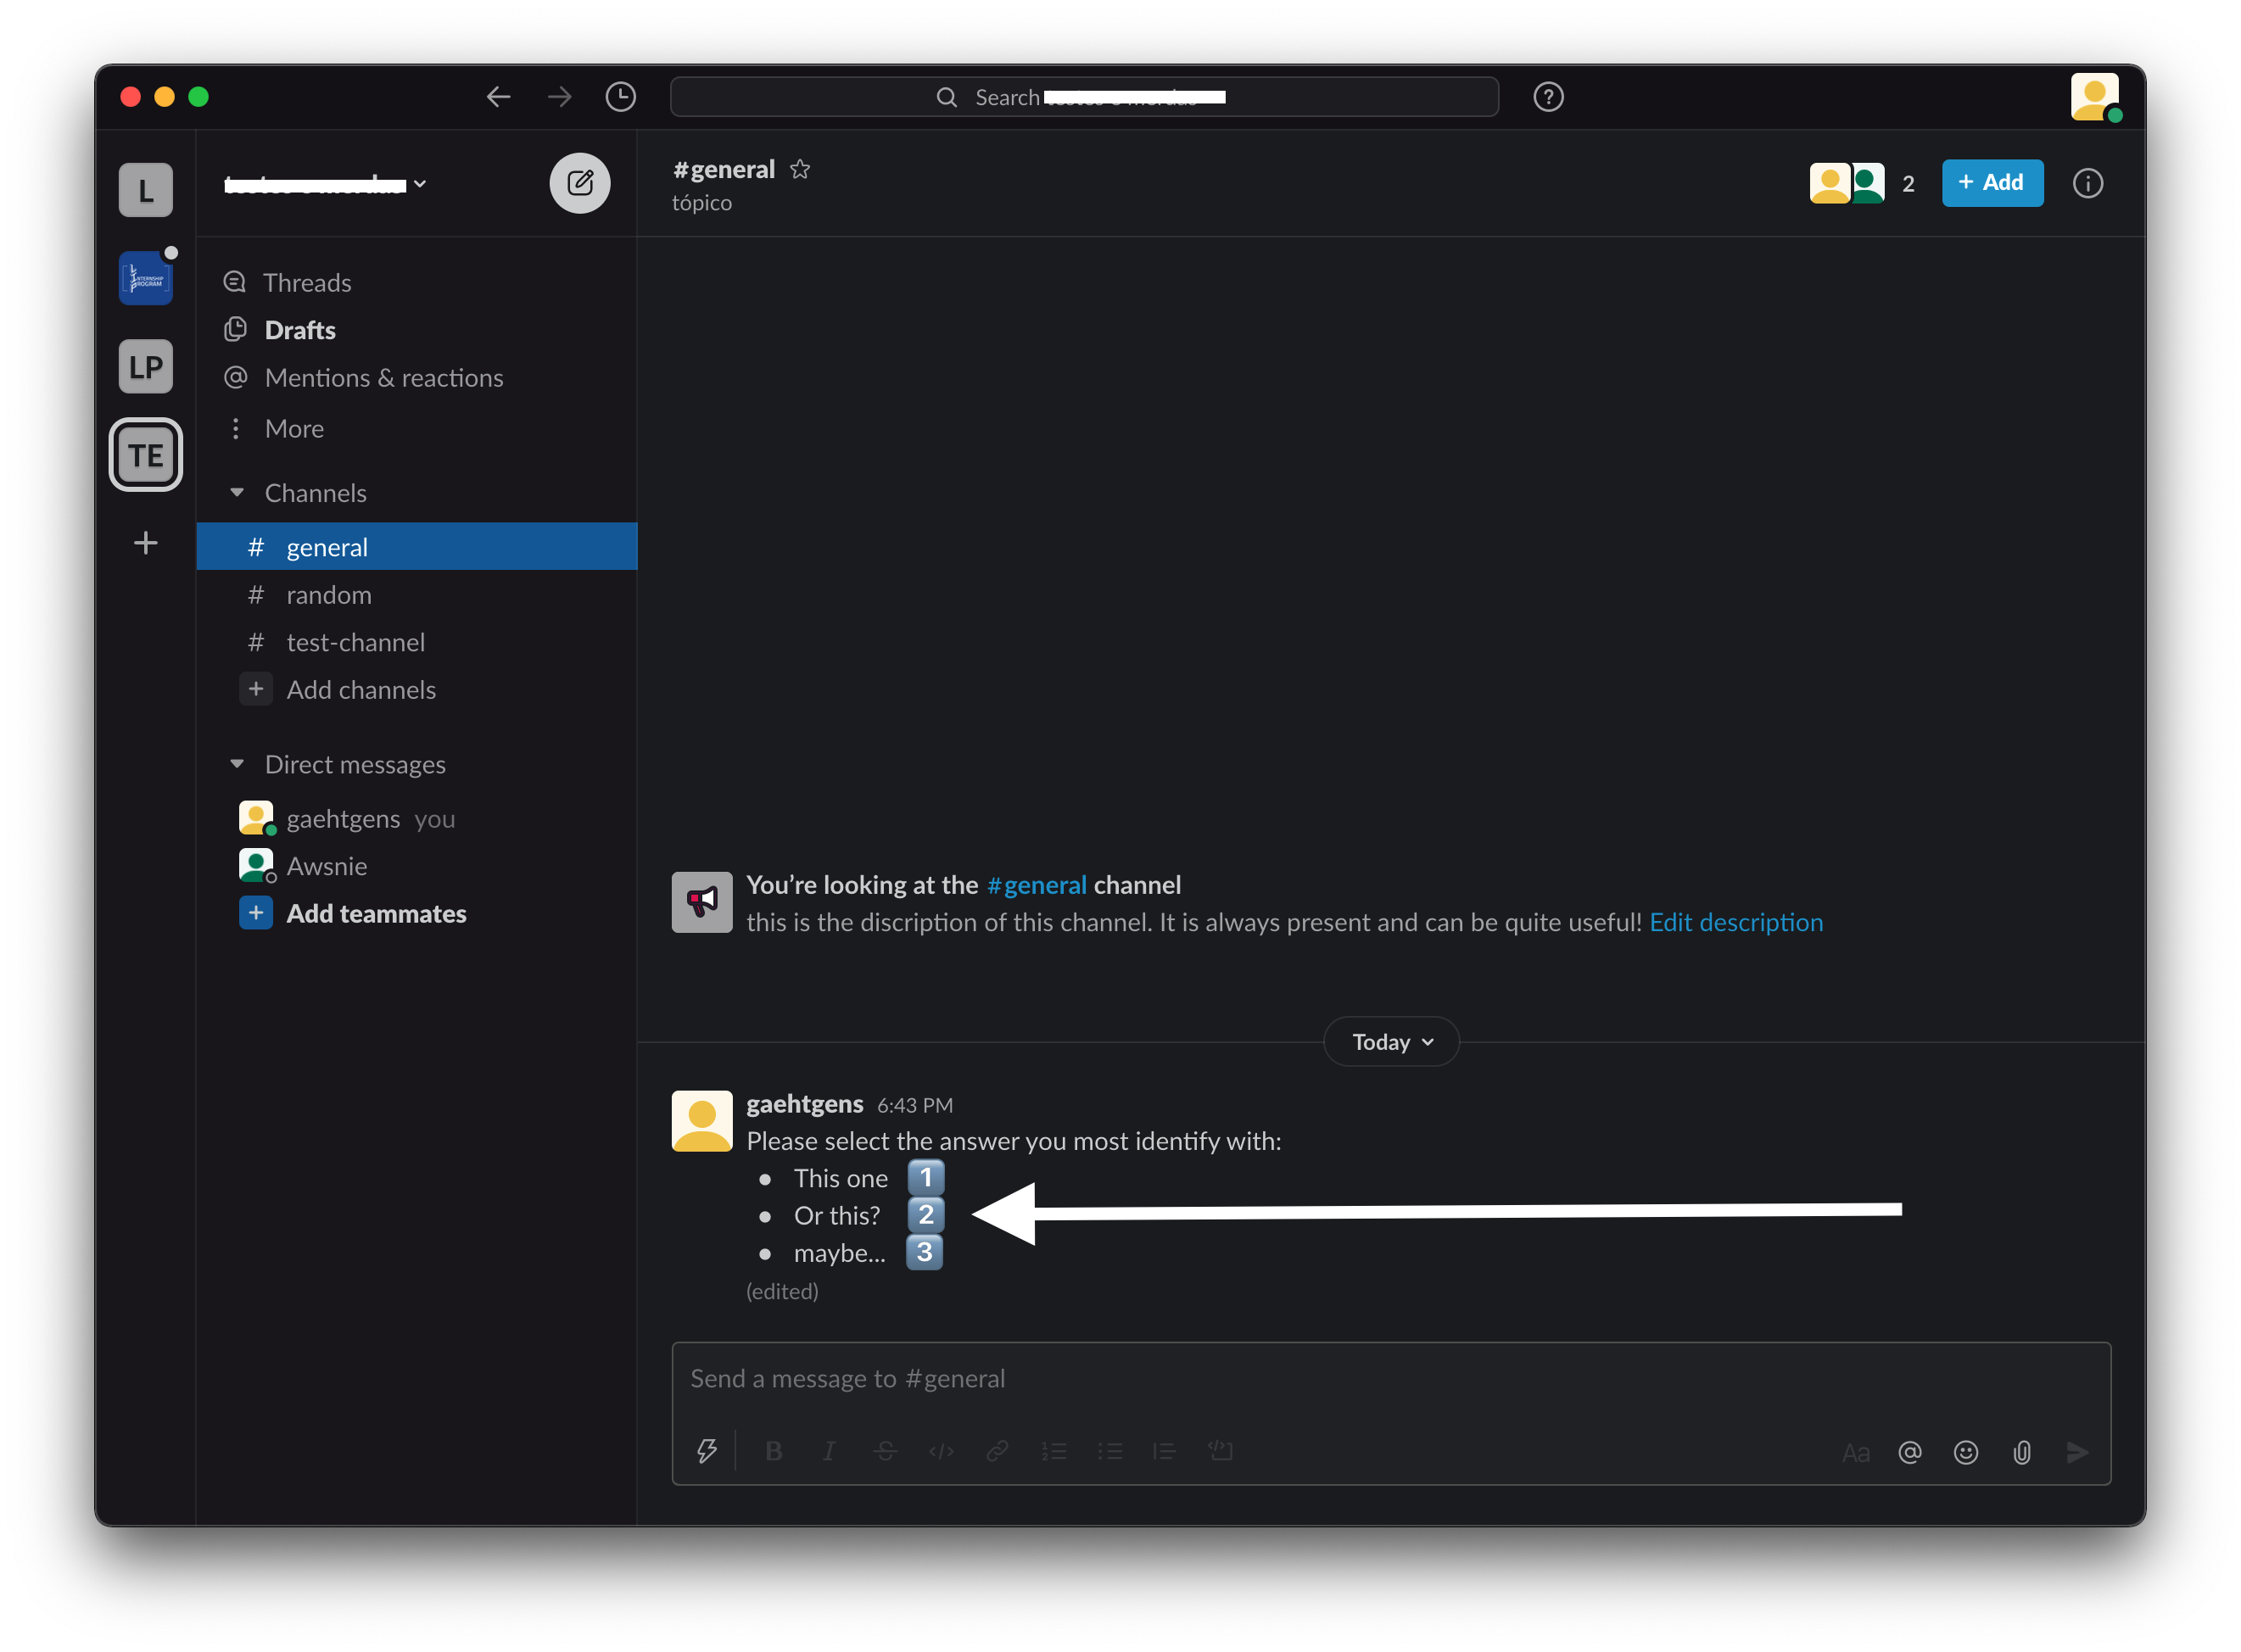 Search
L
#general
tópico
2
+ Add
INTERNSHIP
PROGRAM
Threads
Drafts
LP
Mentions & reactions
More
TE
Channels
# general
# random
# test-channel
+ Add channels
Direct messages
gaehtgens you
Awsnie
+ Add teammates
You’re looking at the #general channel
this is the discription of this channel. It is always present and can be quite useful! Edit description
Today
gaehtgens 6:43 PM
Please select the answer you most identify with:
• This one 1
• Or this? 2
• maybe... 3
(edited)
Send a message to #general
B I S </> Aa @